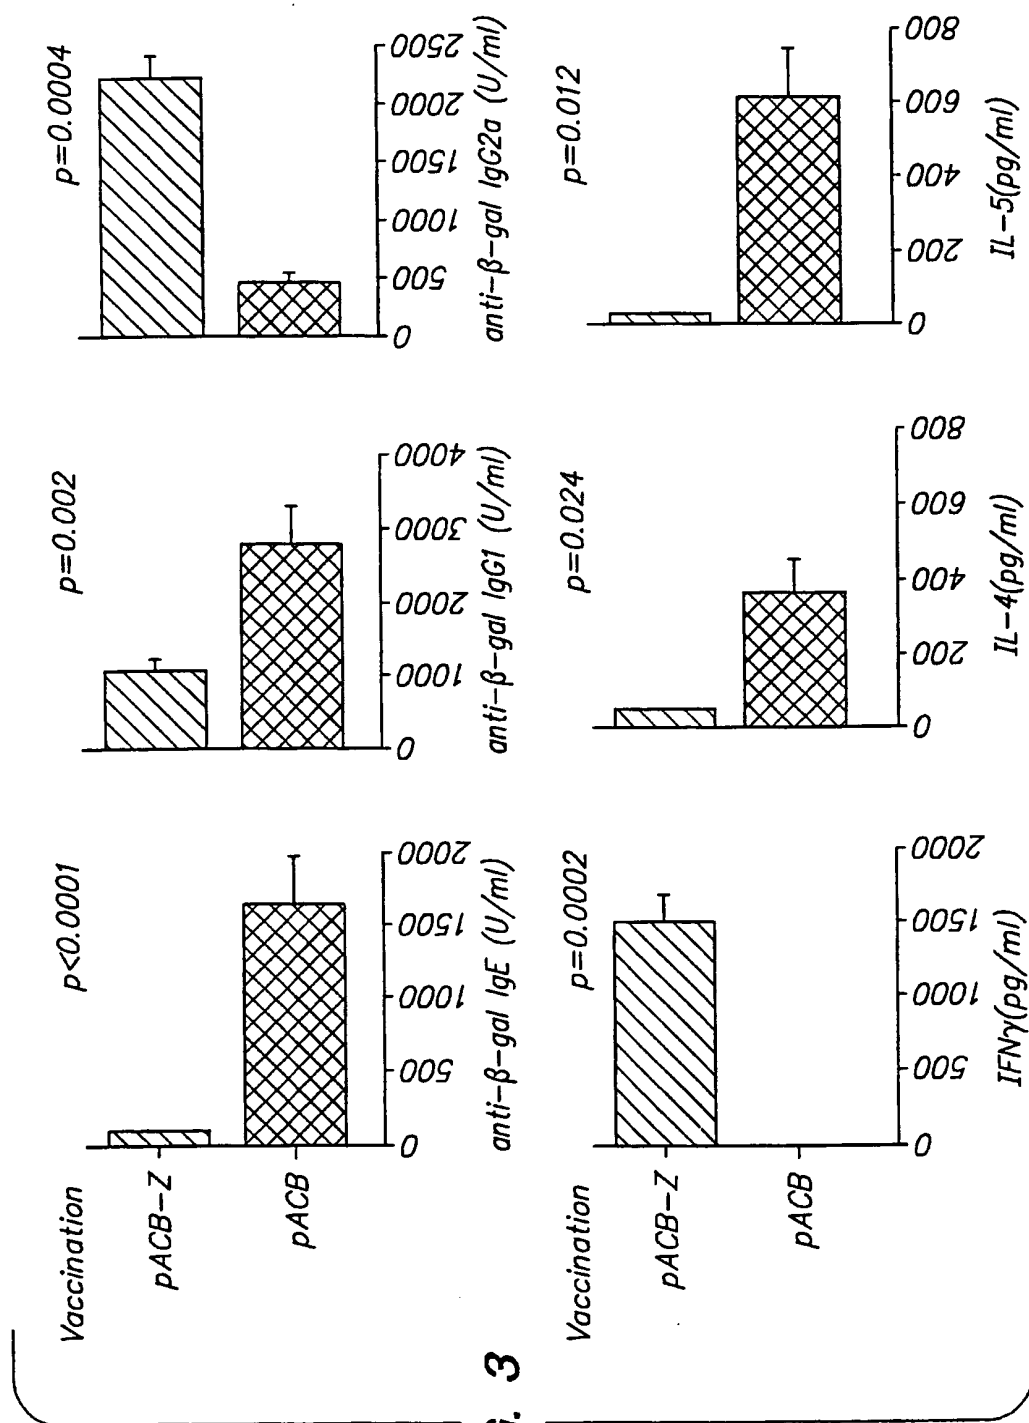 Vaccination
pACB-Z
pACB
p<0.0001
0 500 1000 1500 2000
anti-β-gal IgE (U/ml)
p=0.002
0 1000 2000 3000 4000
anti-β-gal IgG1 (U/ml)
p=0.0004
0 500 1000 1500 2000 2500
anti-β-gal IgG2a (U/ml)
Vaccination
pACB-Z
pACB
p=0.0002
0 500 1000 1500 2000
IFNγ(pg/ml)
p=0.024
0 200 400 600 800
IL-4(pg/ml)
p=0.012
0 200 400 600 800
IL-5(pg/ml)
3